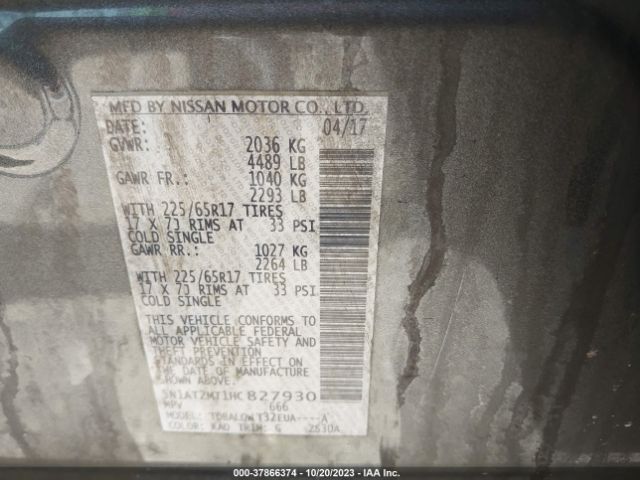 MFD BY NISSAN MOTOR CO., LTD.
DATE: 04/17
GVWR: 2036 KG
4489 LB
GAWR FR.: 1040 KG
2293 LB
WITH 225/65R17 TIRES
17 X 7J RIMS AT 33 PSI
COLD SINGLE
GAWR RR.: 1027 KG
2264 LB
WITH 225/65R17 TIRES
17 X 7J RIMS AT 33 PSI
COLD SINGLE
THIS VEHICLE CONFORMS TO
ALL APPLICABLE FEDERAL
MOTOR VEHICLE SAFETY AND
THEFT PREVENTION
STANDARDS IN EFFECT ON
THE DATE OF MANUFACTURE
SHOWN ABOVE.
5N1AT2MT1HC827930
MPV 666
MODEL: T32EUA----A
COLOR: KAD TRIM: G 2830A
000-37866374 | 10/20/2023 | IAA Inc.